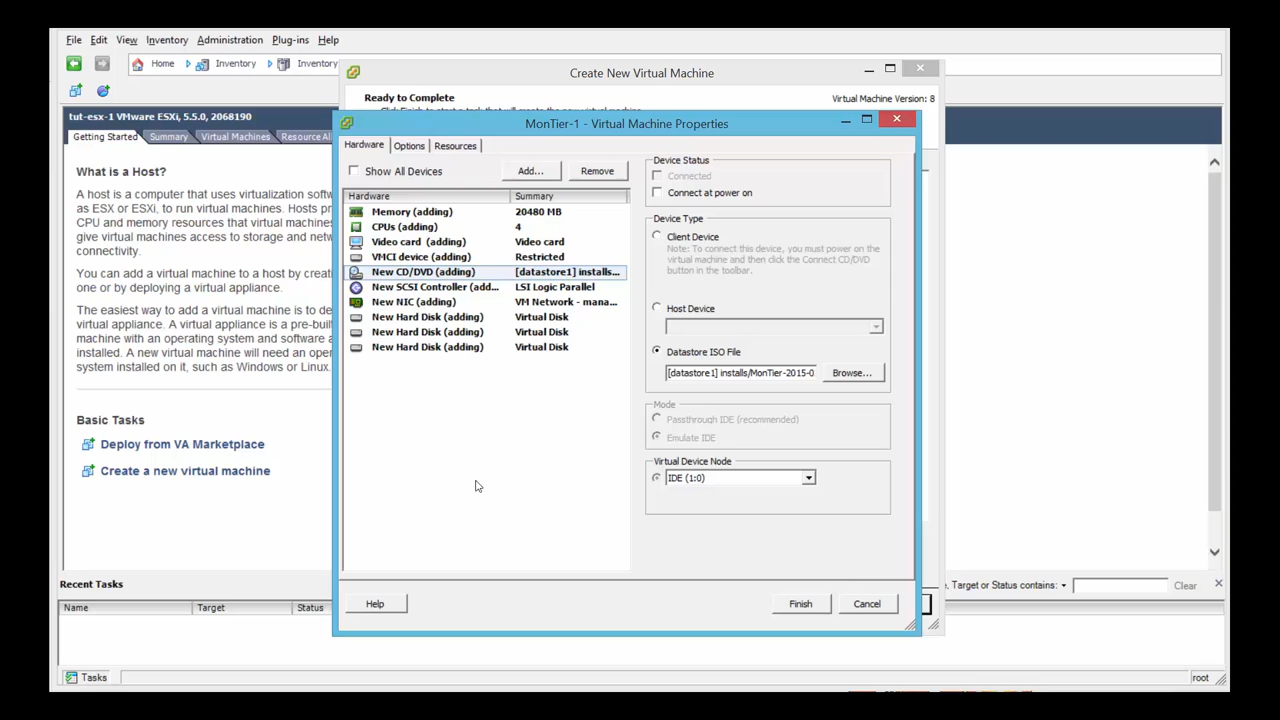 File Edit View Inventory Administration Plug-ins Help
Home Inventory Inventory
Create New Virtual Machine
Ready to Complete
Virtual Machine Version: 8
tut-esx-1 VMware ESXi, 5.5.0, 2068190
MonTier-1 - Virtual Machine Properties
Getting Started Summary Virtual Machines Resource All
Hardware Options Resources
What is a Host?
A host is a computer that uses virtualization softw
as ESX or ESXi, to run virtual machines. Hosts pr
CPU and memory resources that virtual machines
give virtual machines access to storage and netw
connectivity.
You can add a virtual machine to a host by creati
one or by deploying a virtual appliance.
The easiest way to add a virtual machine is to de
virtual appliance. A virtual appliance is a pre-built
machine with an operating system and software a
installed. A new virtual machine will need an oper
system installed on it, such as Windows or Linux.
Basic Tasks
Deploy from VA Marketplace
Create a new virtual machine
Show All Devices Add... Remove
Hardware Summary
Memory (adding) 20480 MB
CPUs (adding) 4
Video card (adding) Video card
VMCI device (adding) Restricted
New CD/DVD (adding) [datastore1] installs...
New SCSI Controller (add... LSI Logic Parallel
New NIC (adding) VM Network - mana...
New Hard Disk (adding) Virtual Disk
New Hard Disk (adding) Virtual Disk
New Hard Disk (adding) Virtual Disk
Device Status
Connected
Connect at power on
Device Type
Client Device
Note: To connect this device, you must power on the
virtual machine and then click the Connect CD/DVD
button in the toolbar.
Host Device
Datastore ISO File
[datastore1] installs/MonTier-2015-0 Browse...
Mode
Passthrough IDE (recommended)
Emulate IDE
Virtual Device Node
IDE (1:0)
Help Finish Cancel
Recent Tasks
, Target or Status contains: Clear
Name Target Status
Tasks
root